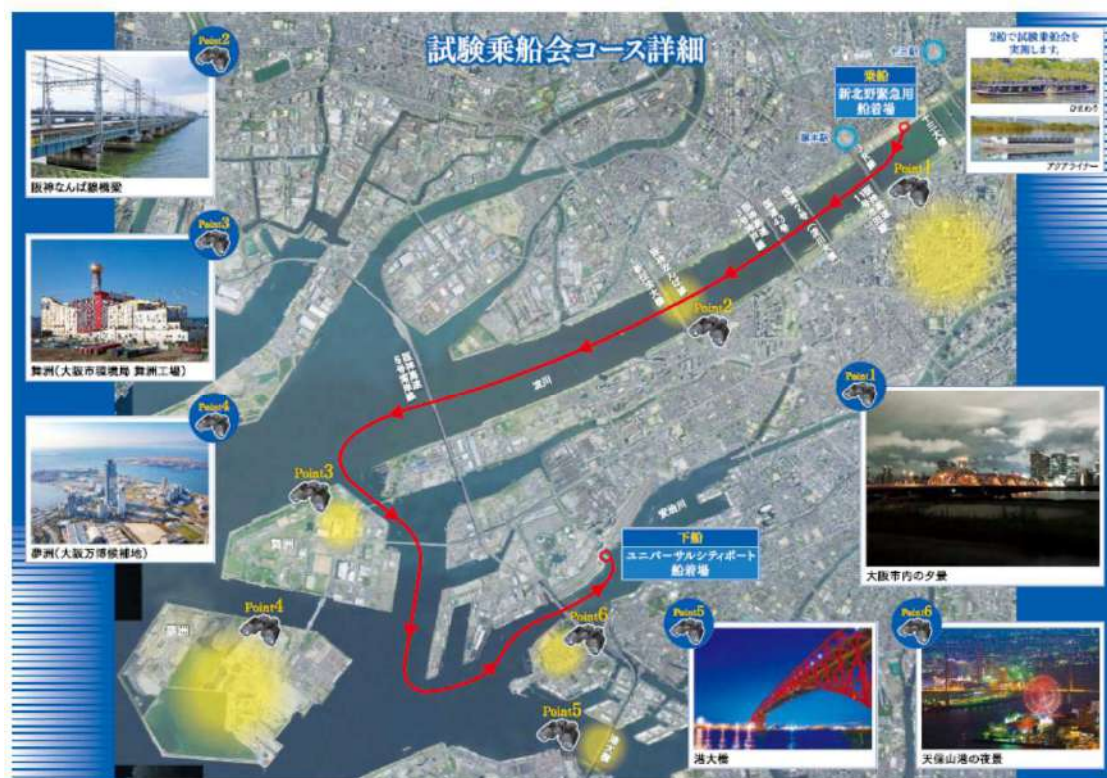 試験乗船会コース詳細
2船で試験乗船会を
実施します。
ひまわり
アクアライナー
乗船
新北野緊急用
船着場
塚本駅
Point1
Point2
阪神なんば線橋梁
Point3
舞洲(大阪市環境局 舞洲工場)
Point4
夢洲(大阪万博候補地)
Point2
淀川
Point3
舞洲
安治川
下船
ユニバーサルシティポート
船着場
Point1
大阪市内の夕景
Point4
夢洲
Point6
Point5
Point5
港大橋
Point6
天保山港の夜景